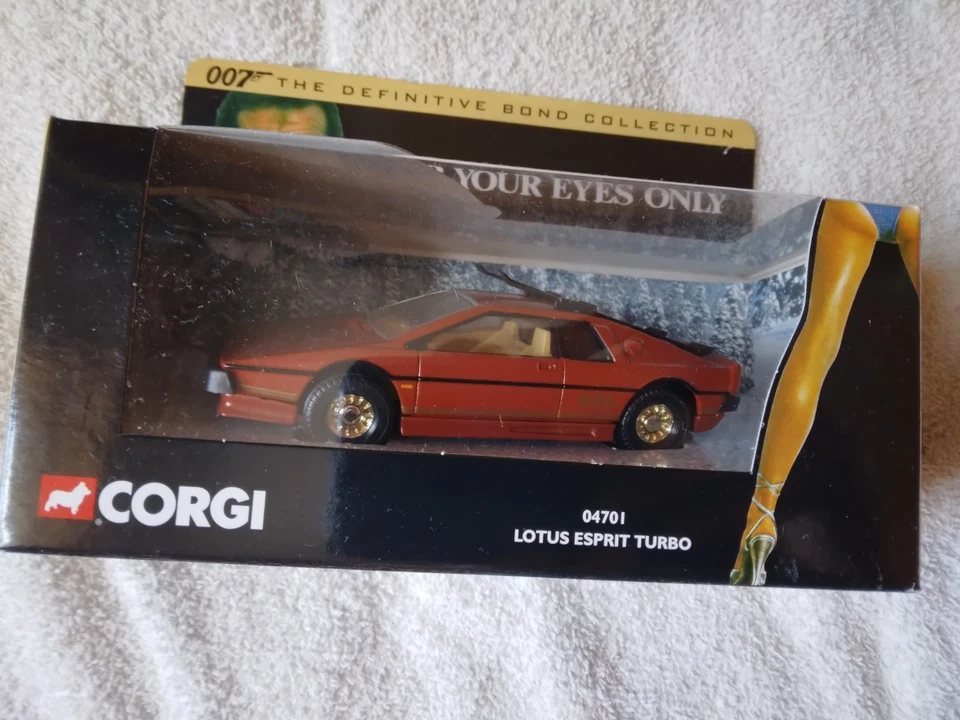 007 THE DEFINITIVE BOND COLLECTION
YOUR EYES ONLY
CORGI
04701
LOTUS ESPRIT TURBO